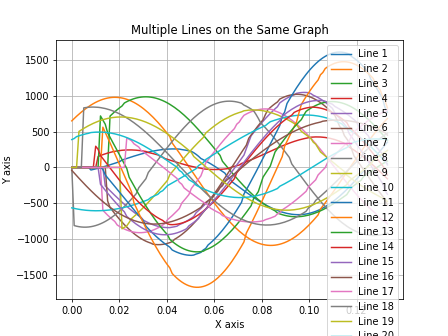 Multiple Lines on the Same Graph
Y axis
1500
1000
500
0
−500
−1000
−1500
0.00
0.02
0.04
0.06
0.08
0.10
X axis
Line 1
Line 2
Line 3
Line 4
Line 5
Line 6
Line 7
Line 8
Line 9
Line 10
Line 11
Line 12
Line 13
Line 14
Line 15
Line 16
Line 17
Line 18
Line 19
Line 20